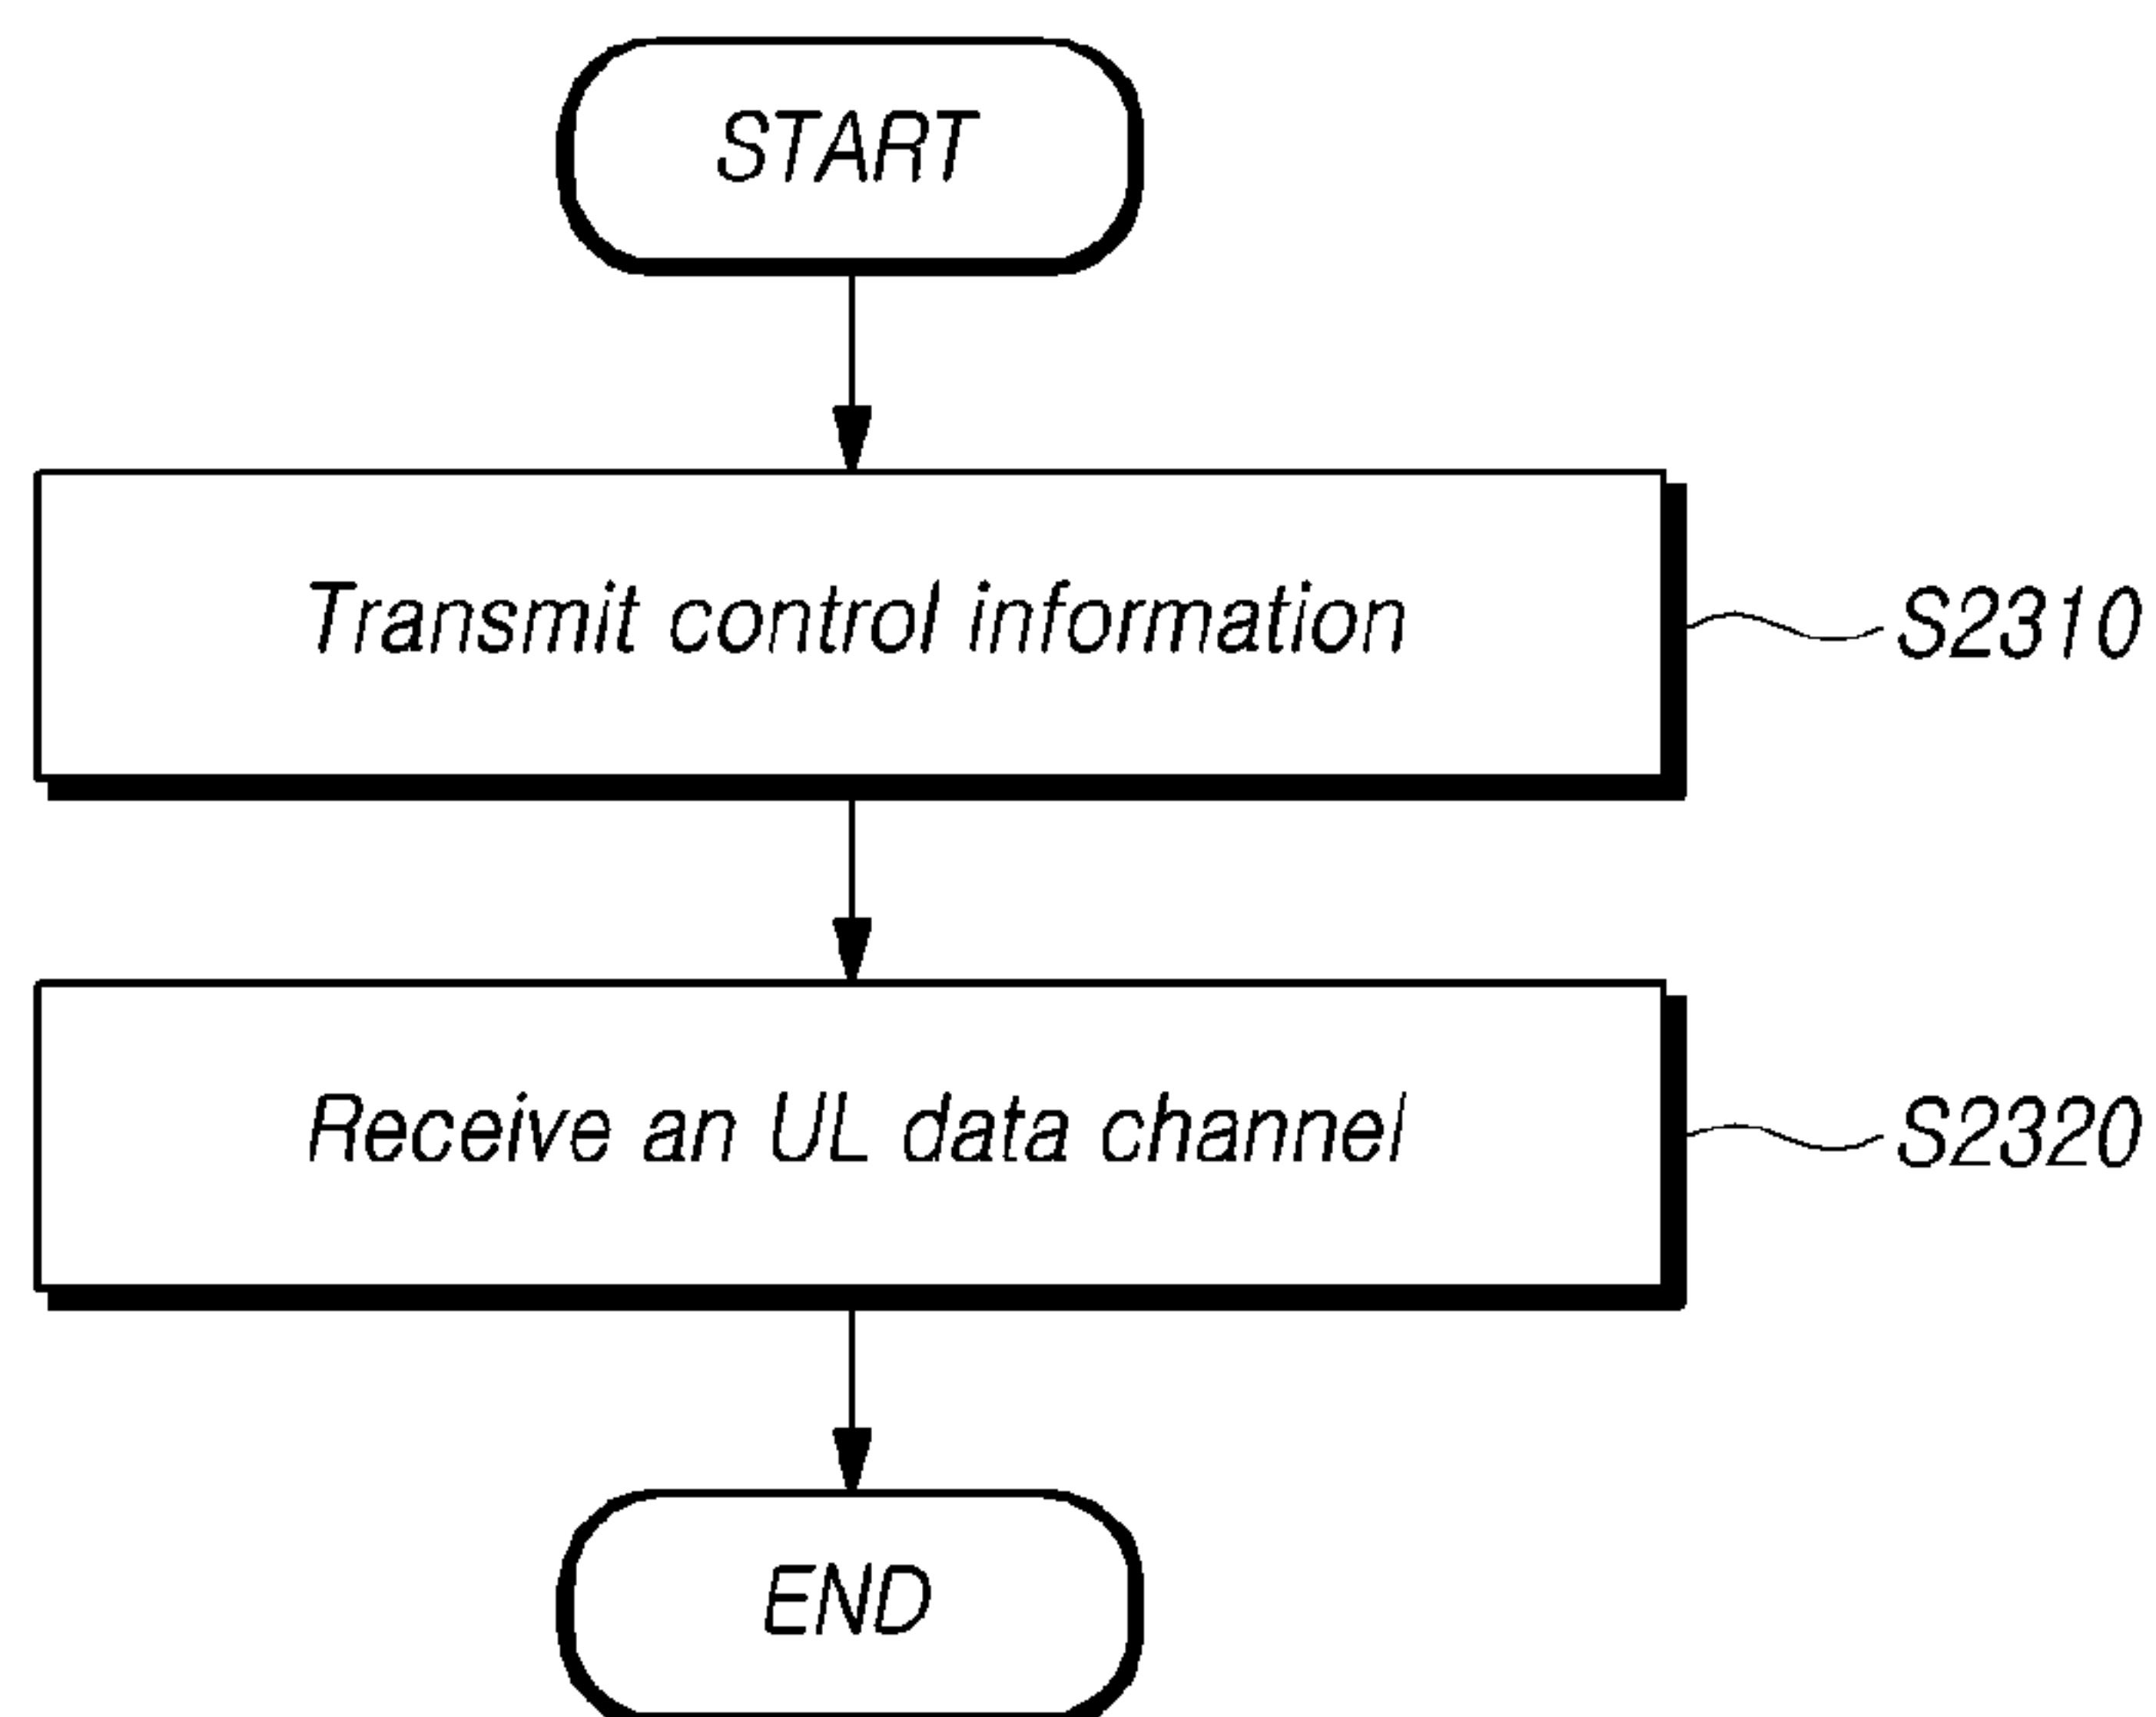 START
Transmit control information
S2310
Receive an UL data channel
S2320
END